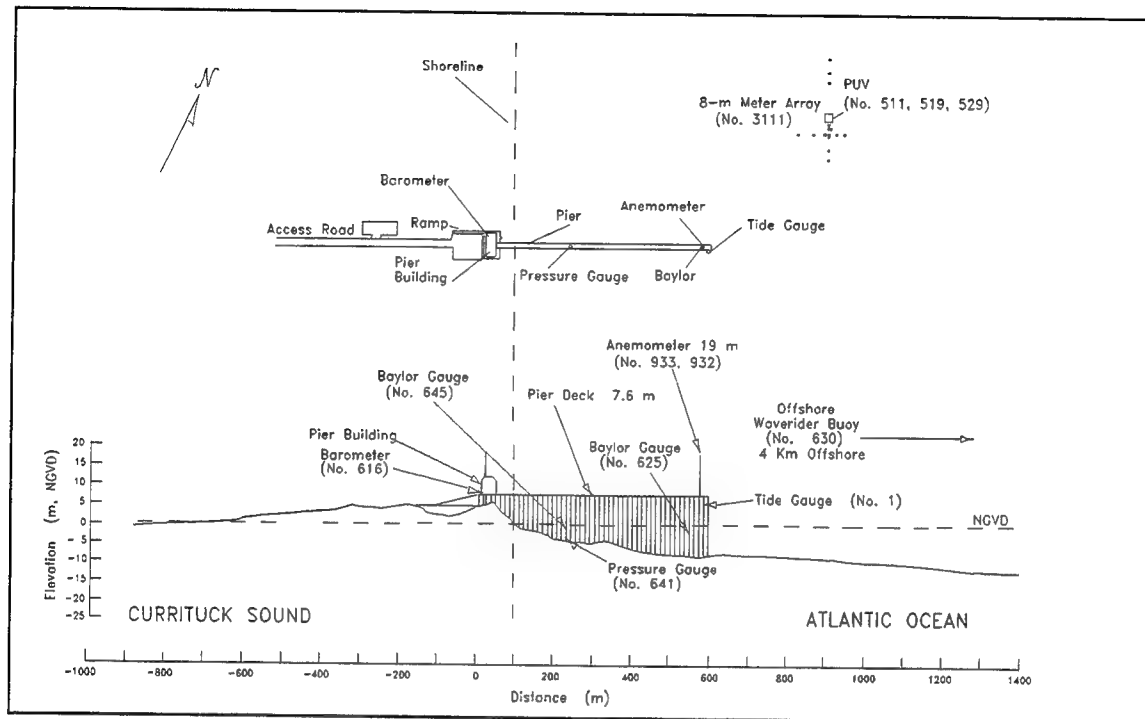 N
Shoreline
PUV
8-m Meter Array
(No. 511, 519, 529)
(No. 3111)
Barometer
Anemometer
Access Road
Ramp
Pier
Tide Gauge
Pier
Building
Pressure Gauge
Baylor
Anemometer 19 m
(No. 933, 932)
Baylor Gauge
(No. 645)
Pier Deck 7.6 m
Offshore
Waverider Buoy
(No. 630)
4 Km Offshore
Pier Building
Barometer
(No. 616)
Baylor Gauge
(No. 625)
Tide Gauge (No. 1)
NGVD
Pressure Gauge
(No. 641)
Elevation (m, NGVD)
20
15
10
5
0
-5
-10
-15
-20
-25
CURRITUCK SOUND
ATLANTIC OCEAN
-1000 -800 -600 -400 -200 0 200 400 600 800 1000 1200 1400
Distance (m)